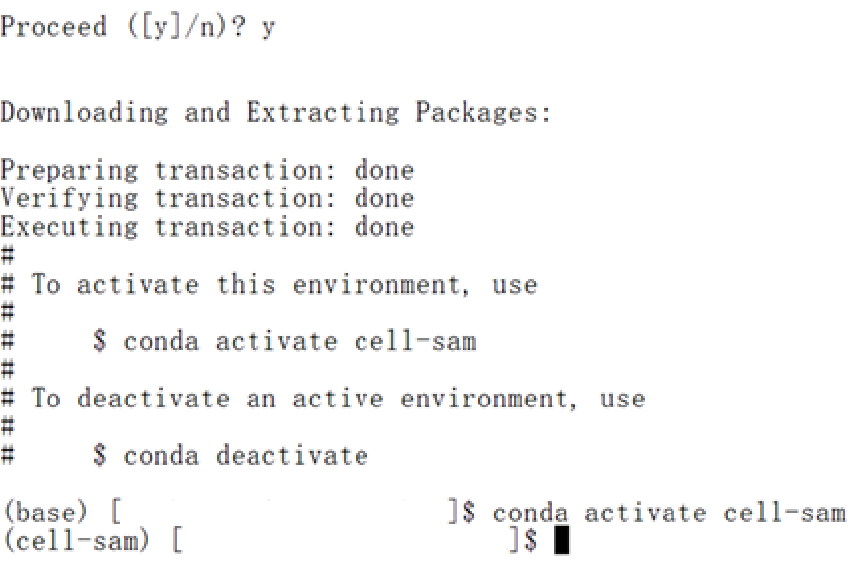 Proceed ([y]/n)? y
Downloading and Extracting Packages:
Preparing transaction: done
Verifying transaction: done
Executing transaction: done
#
# To activate this environment, use
#
#     $ conda activate cell-sam
#
# To deactivate an active environment, use
#
#     $ conda deactivate
(base) [                     ]$ conda activate cell-sam
(cell-sam) [                     ]$